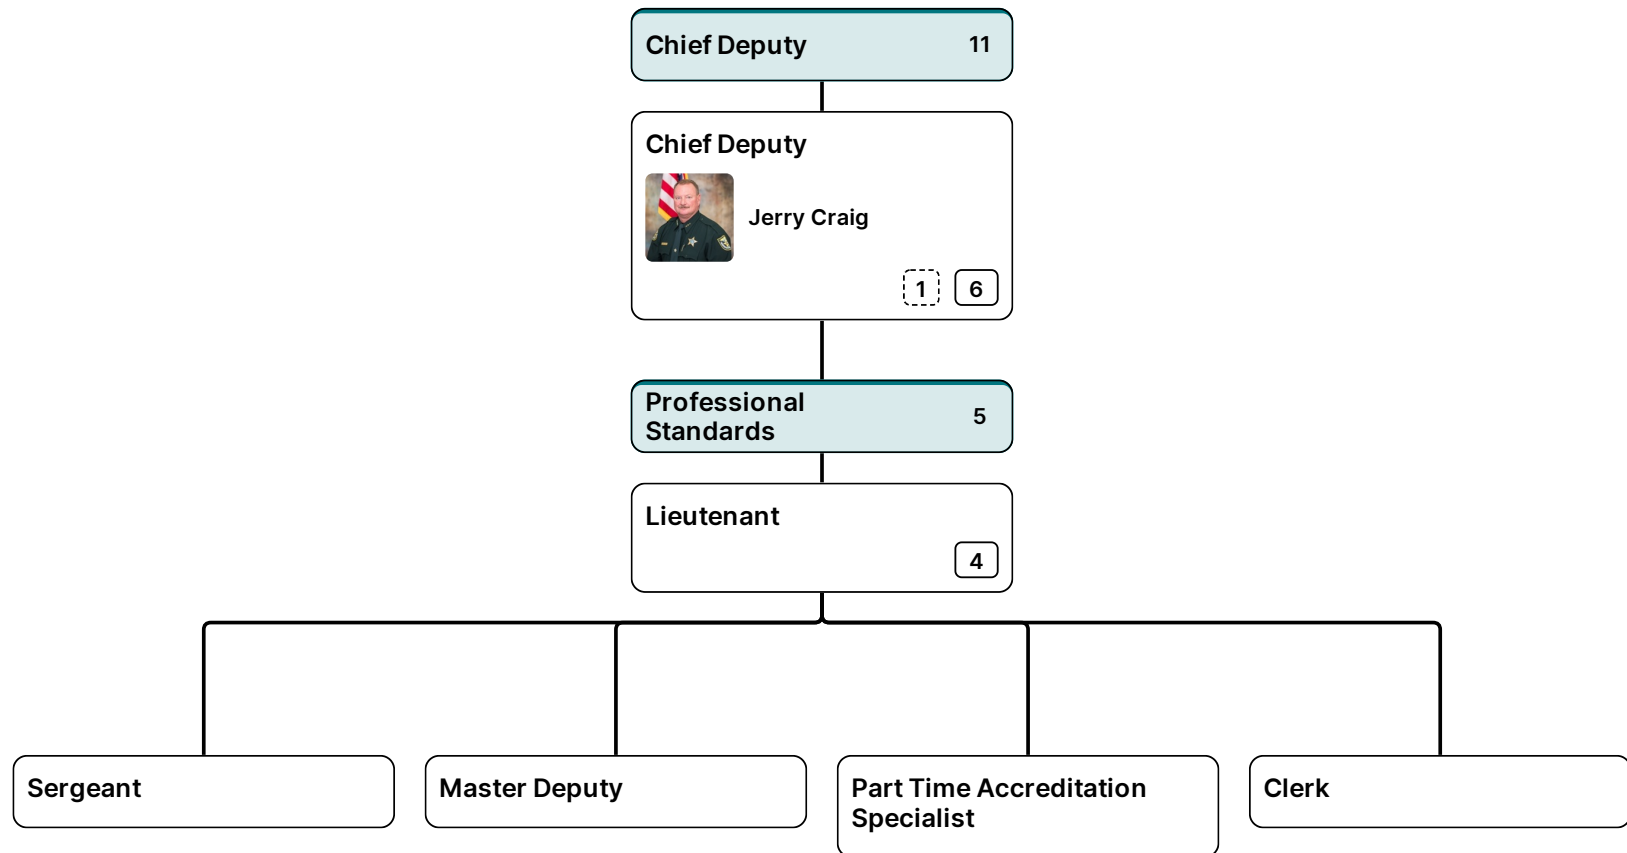 Chief Deputy 11
Chief Deputy
Jerry Craig
1 6
Professional
Standards
5
Lieutenant
4
Sergeant
Master Deputy
Part Time Accreditation
Specialist
Clerk